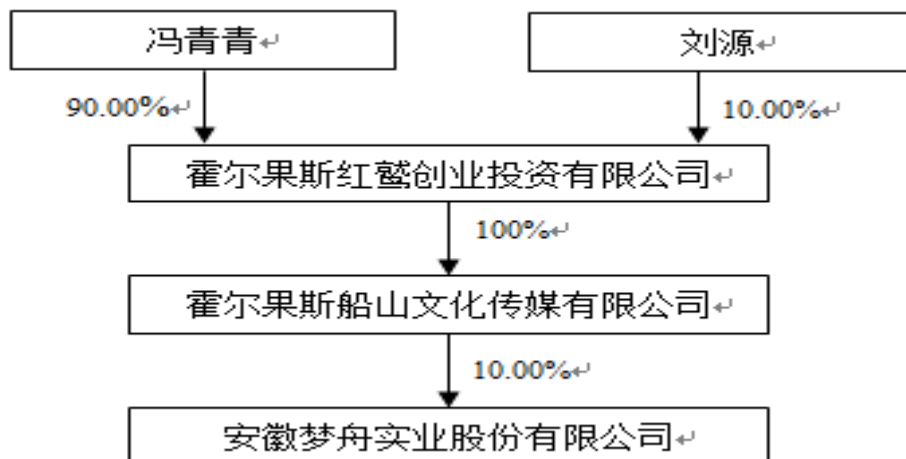 冯青青
刘源
90.00%
10.00%
霍尔果斯红鹫创业投资有限公司
100%
霍尔果斯船山文化传媒有限公司
10.00%
安徽梦舟实业股份有限公司